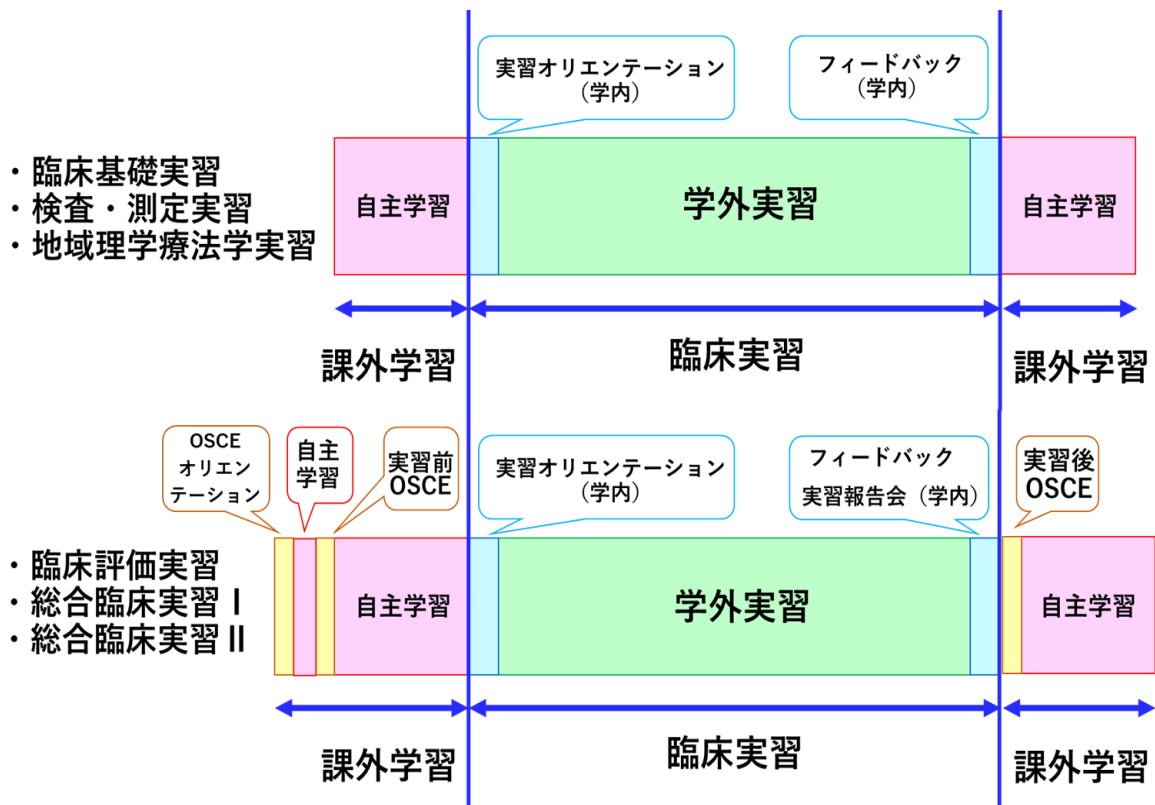 実習オリエンテーション
（学内）
フィードバック
（学内）
・臨床基礎実習
・検査・測定実習
・地域理学療法学実習
自主学習
学外実習
自主学習
課外学習
臨床実習
課外学習
OSCE
オリエン
テーション
自主
学習
実習前
OSCE
実習オリエンテーション
（学内）
フィードバック
実習報告会（学内）
実習後
OSCE
・臨床評価実習
・総合臨床実習Ⅰ
・総合臨床実習Ⅱ
自主学習
学外実習
自主学習
課外学習
臨床実習
課外学習